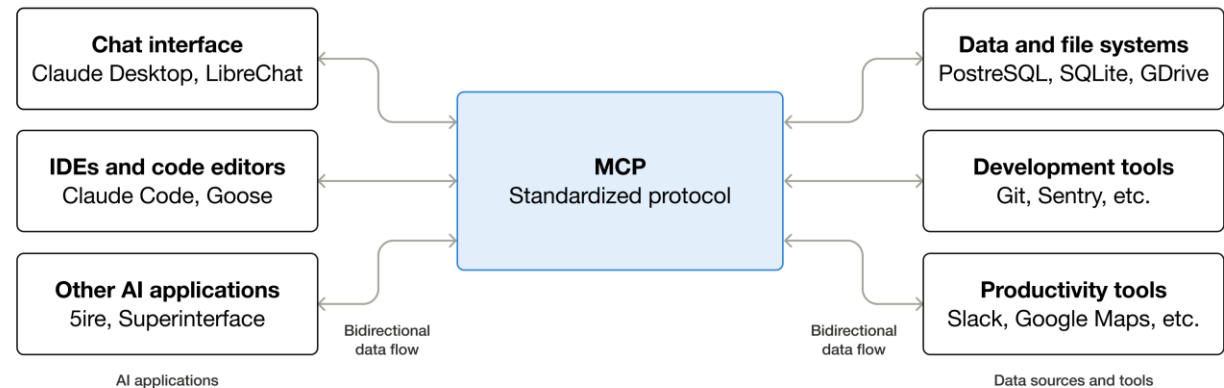 Chat interface
Claude Desktop, LibreChat
IDEs and code editors
Claude Code, Goose
Other AI applications
5ire, Superinterface
AI applications
Bidirectional
data flow
MCP
Standardized protocol
Bidirectional
data flow
Data and file systems
PostreSQL, SQLite, GDrive
Development tools
Git, Sentry, etc.
Productivity tools
Slack, Google Maps, etc.
Data sources and tools